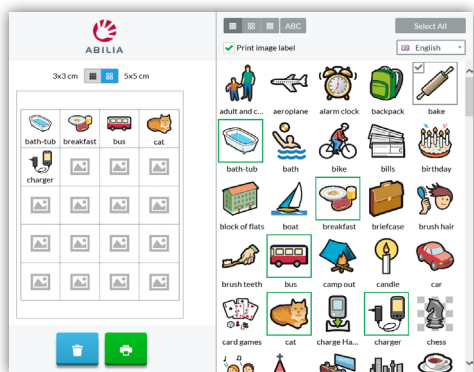 ABILIA
3x3 cm 5x5 cm
bath-tub breakfast bus cat
charger
ABC
Select All
Print image label
English
adult and c... aeroplane alarm clock backpack bake
bath-tub bath bike bills birthday
block of flats boat breakfast briefcase brush hair
brush teeth bus camp out candle car
card games cat charge Ha... charger chess